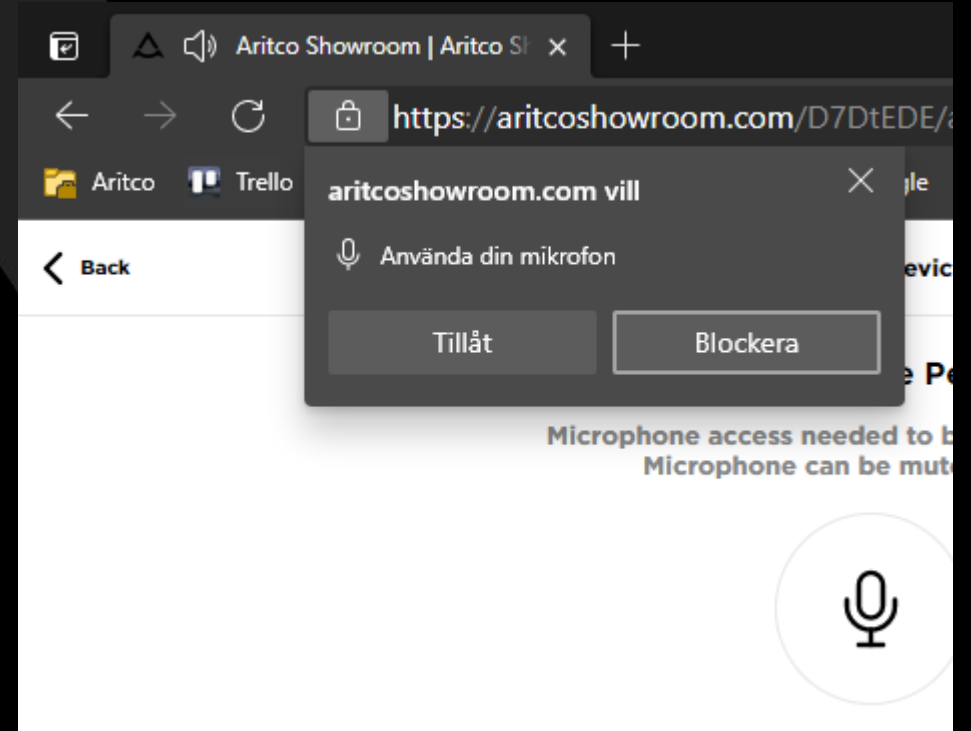 Aritco Showroom | Aritco
https://aritcoshowroom.com/D7DtEDE/
Aritco Trello
aritcoshowroom.com vill
Använda din mikrofon
Tillåt Blockera
Back
Microphone access needed to
Microphone can be